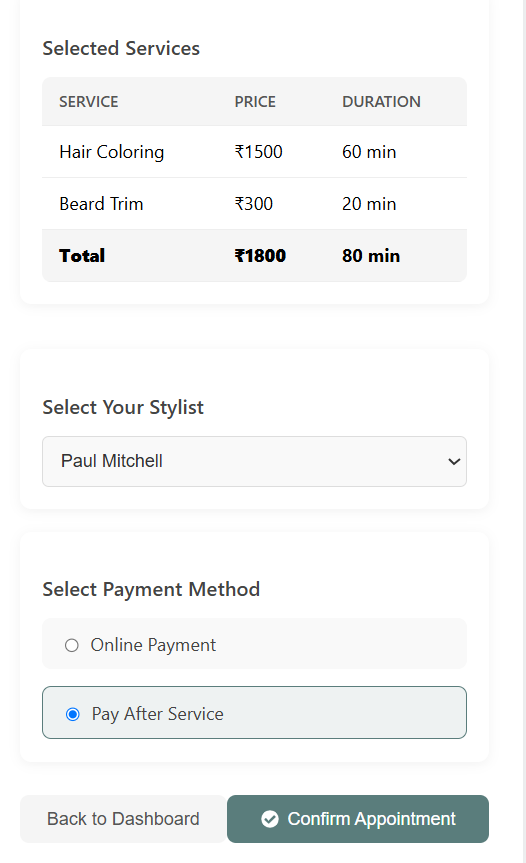 Selected Services
SERVICE PRICE DURATION
Hair Coloring ₹1500 60 min
Beard Trim ₹300 20 min
Total ₹1800 80 min
Select Your Stylist
Paul Mitchell
Select Payment Method
Online Payment
Pay After Service
Back to Dashboard Confirm Appointment